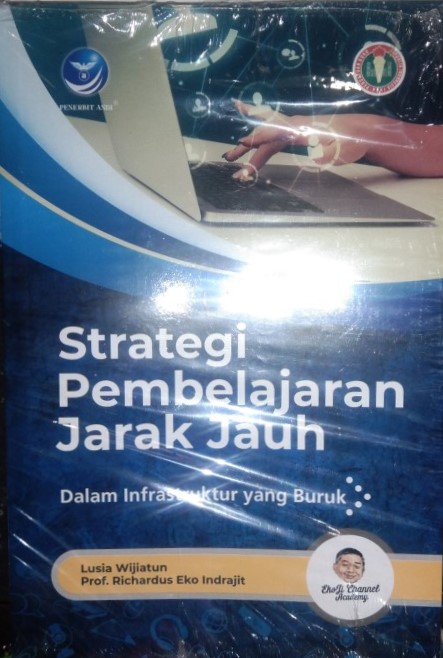 PENERBIT ANDI
Strategi
Pembelajaran
Jarak Jauh
Dalam Infrastruktur yang Buruk
Lusia Wijiatun
Prof. Richardus Eko Indrajit
EkoJi Channel
Academy